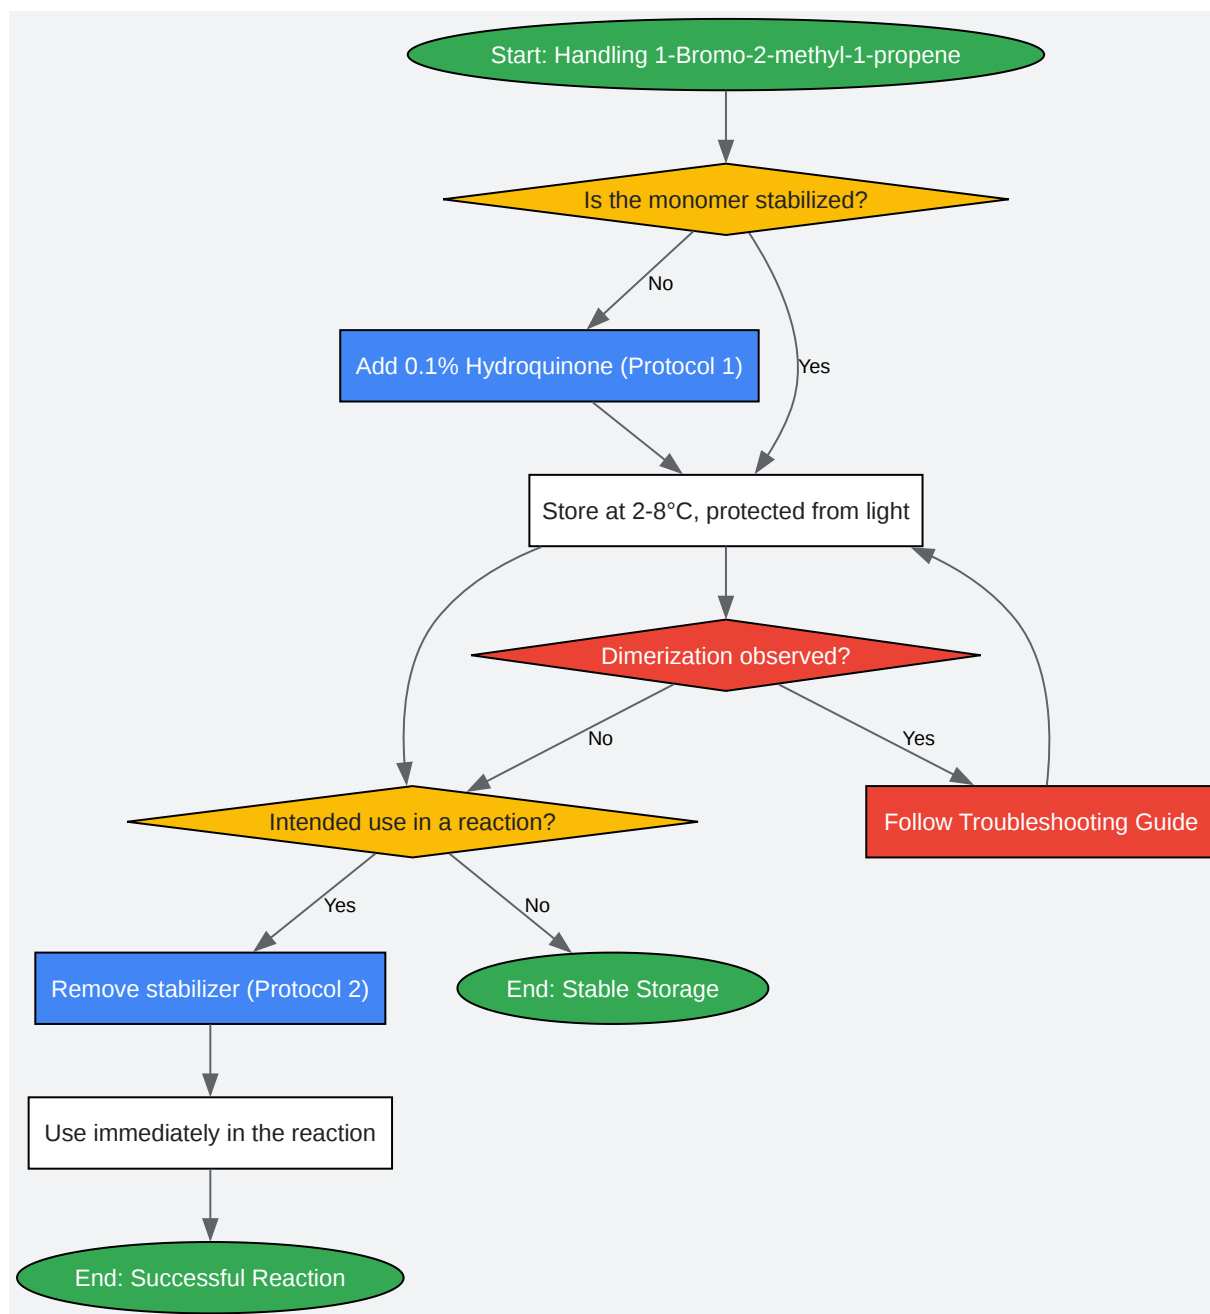 Start: Handling 1-Bromo-2-methyl-1-propene
Is the monomer stabilized?
No
Add 0.1% Hydroquinone (Protocol 1)
Yes
Store at 2-8°C, protected from light
Dimerization observed?
No
Yes
Intended use in a reaction?
Follow Troubleshooting Guide
Yes
No
Remove stabilizer (Protocol 2)
End: Stable Storage
Use immediately in the reaction
End: Successful Reaction